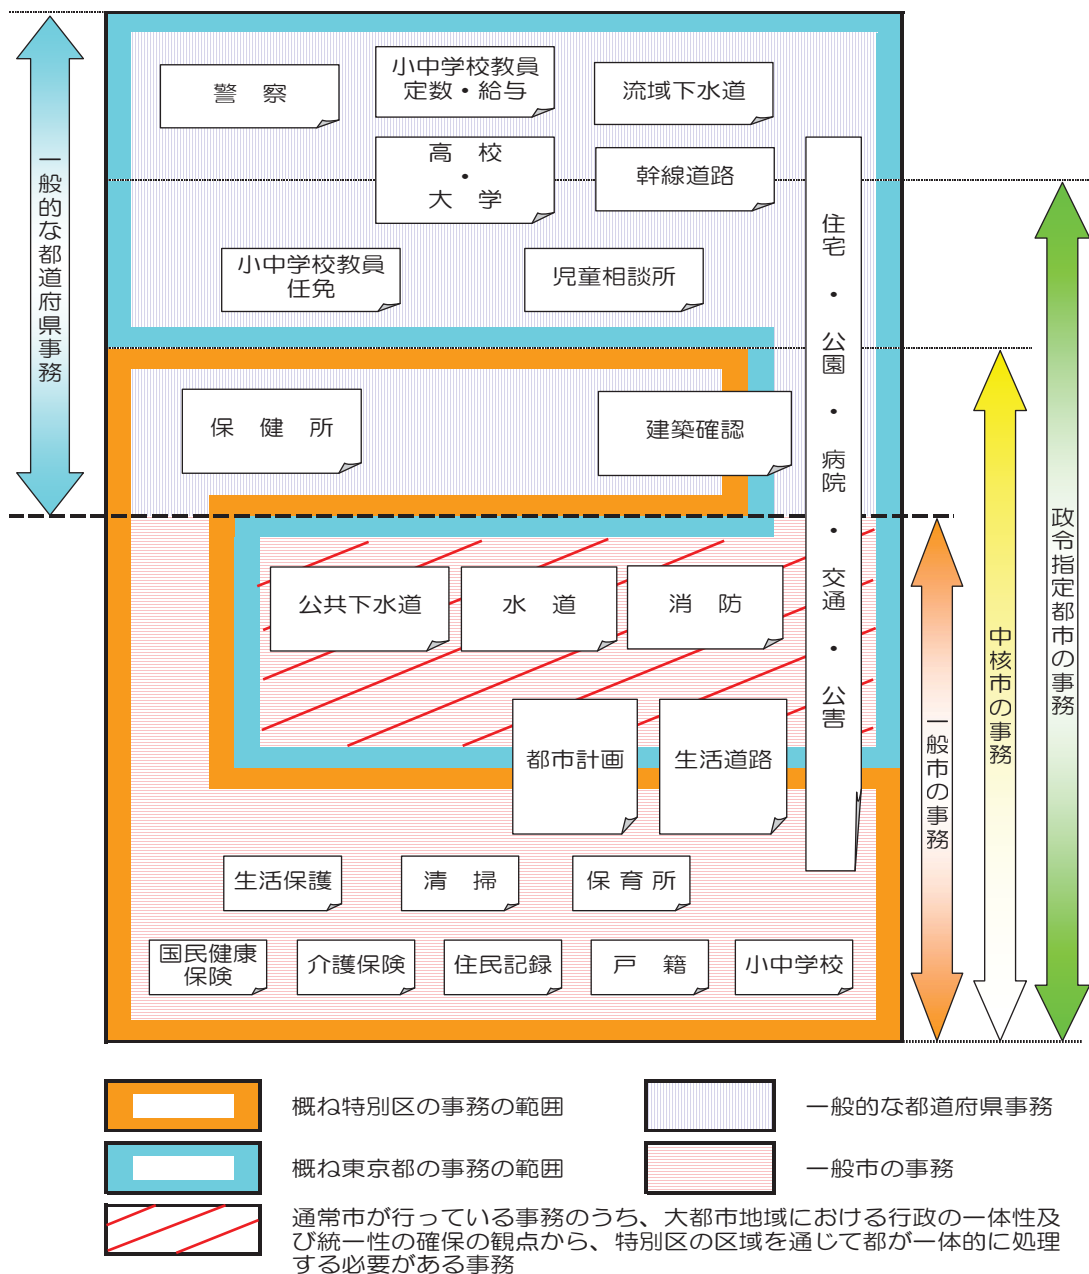 警 察
小中学校教員
定数・給与
流域下水道
高 校
・
大 学
幹線道路
小中学校教員
任免
児童相談所
保 健 所
建築確認
住宅・公園・病院・交通・公害
公共下水道
水 道
消 防
都市計画
生活道路
生活保護
清 掃
保 育 所
国民健康
保険
介護保険
住民記録
戸 籍
小中学校
一般的な都道府県事務
一般市の事務
中核市の事務
政令指定都市の事務
概ね特別区の事務の範囲
一般的な都道府県事務
概ね東京都の事務の範囲
一般市の事務
通常市が行っている事務のうち、大都市地域における行政の一体性及
び統一性の確保の観点から、特別区の区域を通じて都が一体的に処理
する必要がある事務